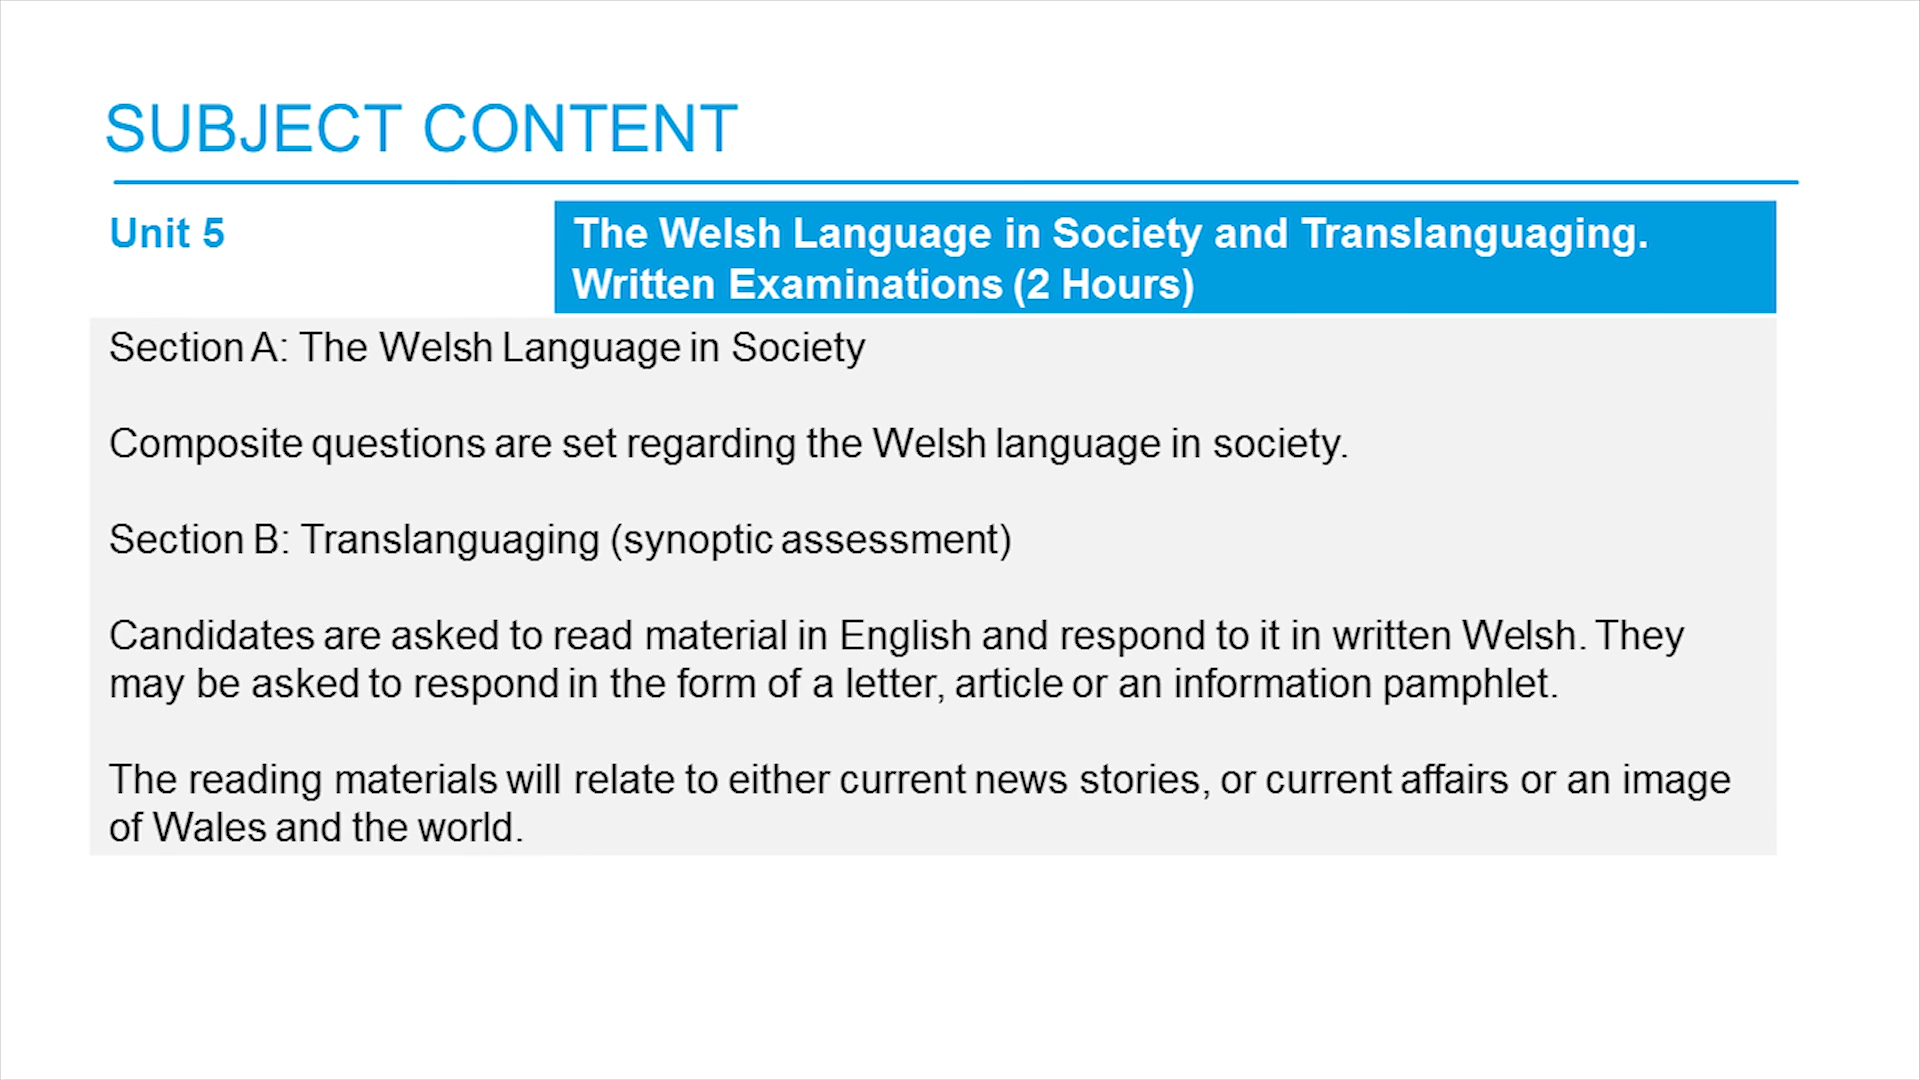 SUBJECT CONTENT
Unit 5
The Welsh Language in Society and Translanguaging.
Written Examinations (2 Hours)
Section A: The Welsh Language in Society
Composite questions are set regarding the Welsh language in society.
Section B: Translanguaging (synoptic assessment)
Candidates are asked to read material in English and respond to it in written Welsh. They
may be asked to respond in the form of a letter, article or an information pamphlet.
The reading materials will relate to either current news stories, or current affairs or an image
of Wales and the world.